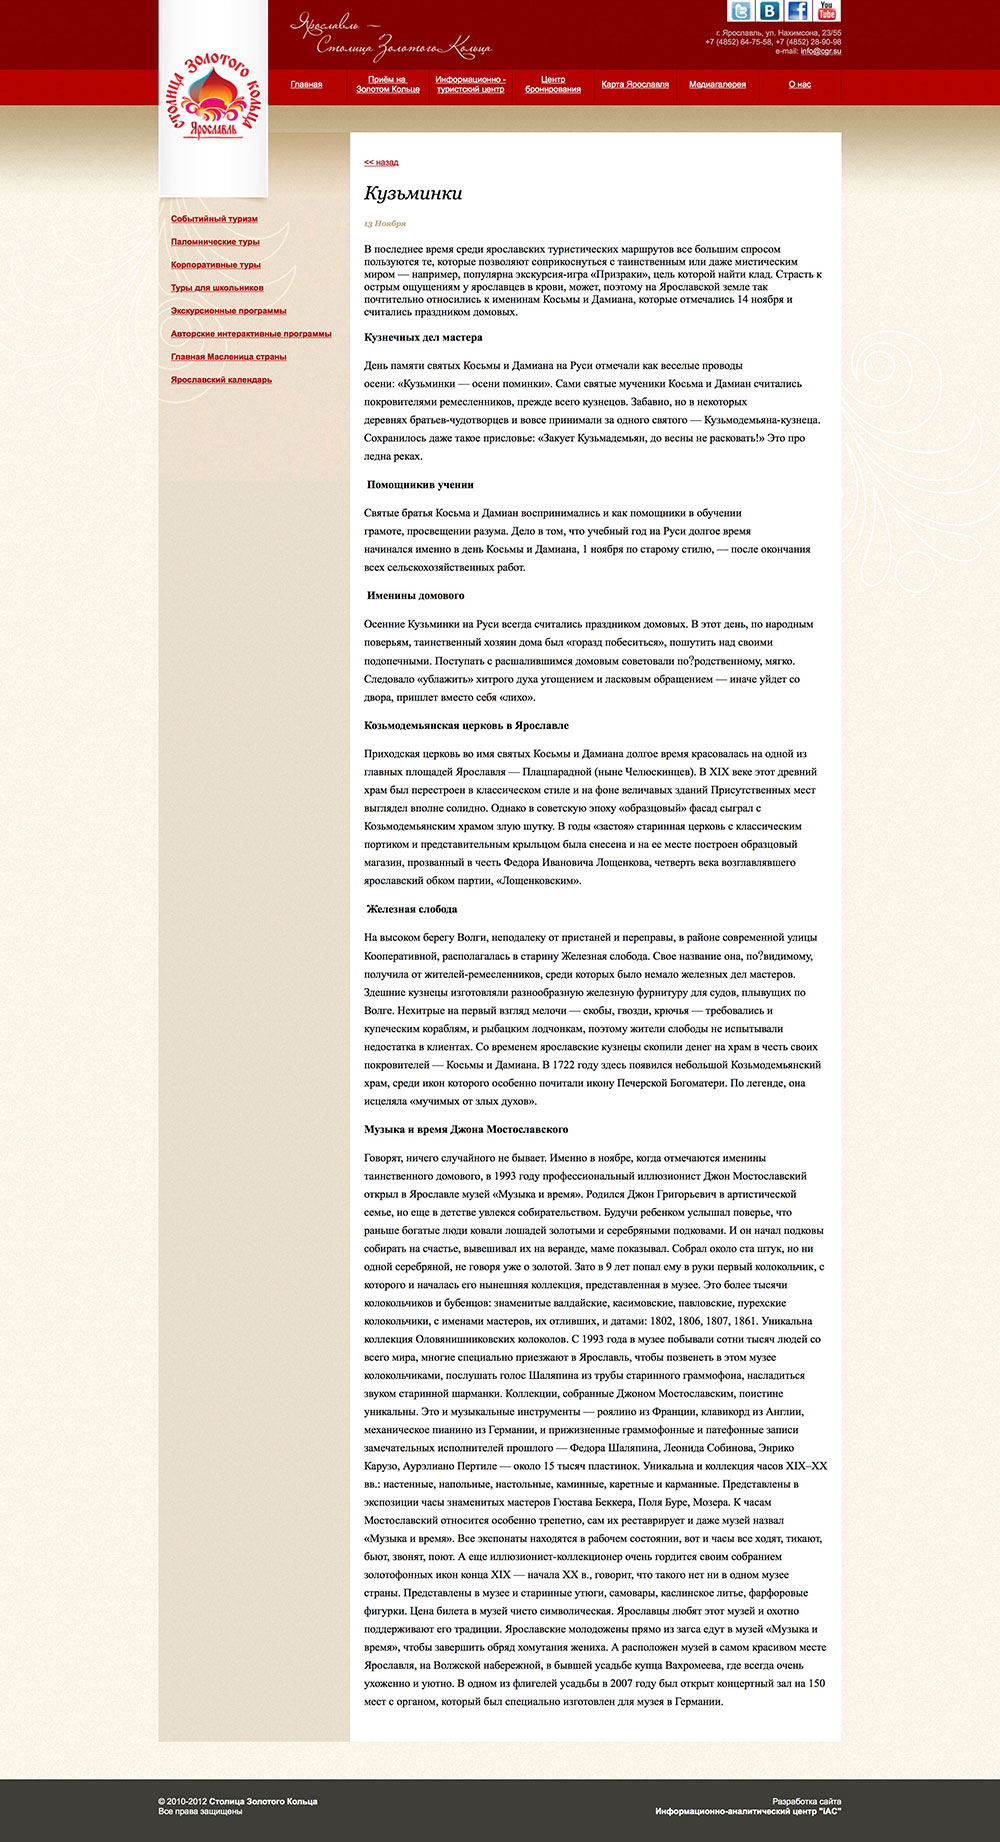 Ярославль —
Столица Золотого Кольца
г. Ярославль, ул. Нахимсона, 23/55
+7 (4852) 64-75-58, +7 (4852) 28-90-98
e-mail: info@cgr.su
You
Tube
СТОЛИЦА ЗОЛОТОГО КОЛЬЦА
Ярославль
Главная
Приём на
Золотом Кольце
Информационно -
туристский центр
Центр
бронирования
Карта Ярославля
Медиагалерея
О нас
Событийный туризм
Паломнические туры
Корпоративные туры
Туры для школьников
Экскурсионные программы
Авторские интерактивные программы
Главная Масленица страны
Ярославский календарь
<< назад
Кузьминки
13 Ноября
В последнее время среди ярославских туристических маршрутов все большим спросом
пользуются те, которые позволяют соприкоснуться с таинственным или даже мистическим
миром — например, популярна экскурсия-игра «Призраки», цель которой найти клад. Страсть к
острым ощущениям у ярославцев в крови, может, поэтому на Ярославской земле так
почтительно относились к именинам Косьмы и Дамиана, которые отмечались 14 ноября и
считались праздником домовых.
Кузнечных дел мастера
День памяти святых Косьмы и Дамиана на Руси отмечали как веселые проводы
осени: «Кузьминки — осени поминки». Сами святые мученики Косьма и Дамиан считались
покровителями ремесленников, прежде всего кузнецов. Забавно, но в некоторых
деревнях братьев-чудотворцев и вовсе принимали за одного святого — Кузьмодемьяна-кузнеца.
Сохранилось даже такое присловье: «Закует Кузьмадемьян, до весны не расковать!» Это про
ледна реках.
Помощникив учении
Святые братья Косьма и Дамиан воспринимались и как помощники в обучении
грамоте, просвещении разума. Дело в том, что учебный год на Руси долгое время
начинался именно в день Косьмы и Дамиана, 1 ноября по старому стилю, — после окончания
всех сельскохозяйственных работ.
Именины домового
Осенние Кузьминки на Руси всегда считались праздником домовых. В этот день, по народным
поверьям, таинственный хозяин дома был «горазд побеситься», пошутить над своими
подопечными. Поступать с расшалившимся домовым советовали по?родственному, мягко.
Следовало «ублажить» хитрого духа угощением и ласковым обращением — иначе уйдет со
двора, пришлет вместо себя «лихо».
Козьмодемьянская церковь в Ярославле
Приходская церковь во имя святых Косьмы и Дамиана долгое время красовалась на одной из
главных площадей Ярославля — Плацпарадной (ныне Челюскинцев). В XIX веке этот древний
храм был перестроен в классическом стиле и на фоне величавых зданий Присутственных мест
выглядел вполне солидно. Однако в советскую эпоху «образцовый» фасад сыграл с
Козьмодемьянским храмом злую шутку. В годы «застоя» старинная церковь с классическим
портиком и представительным крыльцом была снесена и на ее месте построен образцовый
магазин, прозванный в честь Федора Ивановича Лощенкова, четверть века возглавлявшего
ярославский обком партии, «Лощенковским».
Железная слобода
На высоком берегу Волги, неподалеку от пристаней и переправы, в районе современной улицы
Кооперативной, располагалась в старину Железная слобода. Свое название она, по?видимому,
получила от жителей-ремесленников, среди которых было немало железных дел мастеров.
Здешние кузнецы изготовляли разнообразную железную фурнитуру для судов, плывущих по
Волге. Нехитрые на первый взгляд мелочи — скобы, гвозди, крючья — требовались и
купеческим кораблям, и рыбацким лодчонкам, поэтому жители слободы не испытывали
недостатка в клиентах. Со временем ярославские кузнецы скопили денег на храм в честь своих
покровителей — Косьмы и Дамиана. В 1722 году здесь появился небольшой Козьмодемьянский
храм, среди икон которого особенно почитали икону Печерской Богоматери. По легенде, она
исцеляла «мучимых от злых духов».
Музыка и время Джона Мостославского
Говорят, ничего случайного не бывает. Именно в ноябре, когда отмечаются именины
таинственного домового, в 1993 году профессиональный иллюзионист Джон Мостославский
открыл в Ярославле музей «Музыка и время». Родился Джон Григорьевич в артистической
семье, но еще в детстве увлекся собирательством. Будучи ребенком услышал поверье, что
раньше богатые люди ковали лошадей золотыми и серебряными подковами. И он начал подковы
собирать на счастье, вывешивал их на веранде, маме показывал. Собрал около ста штук, но ни
одной серебряной, не говоря уже о золотой. Зато в 9 лет попал ему в руки первый колокольчик, с
которого и началась его нынешняя коллекция, представленная в музее. Это более тысячи
колокольчиков и бубенцов: знаменитые валдайские, касимовские, павловские, пурехские
колокольчики, с именами мастеров, их отливших, и датами: 1802, 1806, 1807, 1861. Уникальна
коллекция Оловянишниковских колоколов. С 1993 года в музее побывали сотни тысяч людей со
всего мира, многие специально приезжают в Ярославль, чтобы позвенеть в этом музее
колокольчиками, послушать голос Шаляпина из трубы старинного граммофона, насладиться
звуком старинной шарманки. Коллекции, собранные Джоном Мостославским, поистине
уникальны. Это и музыкальные инструменты — роялино из Франции, клавикорд из Англии,
механическое пианино из Германии, и прижизненные граммофонные и патефонные записи
замечательных исполнителей прошлого — Федора Шаляпина, Леонида Собинова, Энрико
Карузо, Аурэлиано Пертиле — около 15 тысяч пластинок. Уникальна и коллекция часов XIX–XX
вв.: настенные, напольные, настольные, каминные, каретные и карманные. Представлены в
экспозиции часы знаменитых мастеров Гюстава Беккера, Поля Буре, Мозера. К часам
Мостославский относится особенно трепетно, сам их реставрирует и даже музей назвал
«Музыка и время». Все экспонаты находятся в рабочем состоянии, вот и часы все ходят, тикают,
бьют, звонят, поют. А еще иллюзионист-коллекционер очень гордится своим собранием
золотофонных икон конца XIX — начала XX в., говорит, что такого нет ни в одном музее
страны. Представлены в музее и старинные утюги, самовары, каслинское литье, фарфоровые
фигурки. Цена билета в музей чисто символическая. Ярославцы любят этот музей и охотно
поддерживают его традиции. Ярославские молодожены прямо из загса едут в музей «Музыка и
время», чтобы завершить обряд хомутания жениха. А расположен музей в самом красивом месте
Ярославля, на Волжской набережной, в бывшей усадьбе купца Вахромеева, где всегда очень
ухоженно и уютно. В одном из флигелей усадьбы в 2007 году был открыт концертный зал на 150
мест с органом, который был специально изготовлен для музея в Германии.
© 2010-2012 Столица Золотого Кольца
Все права защищены
Разработка сайта
Информационно-аналитический центр "iAC"